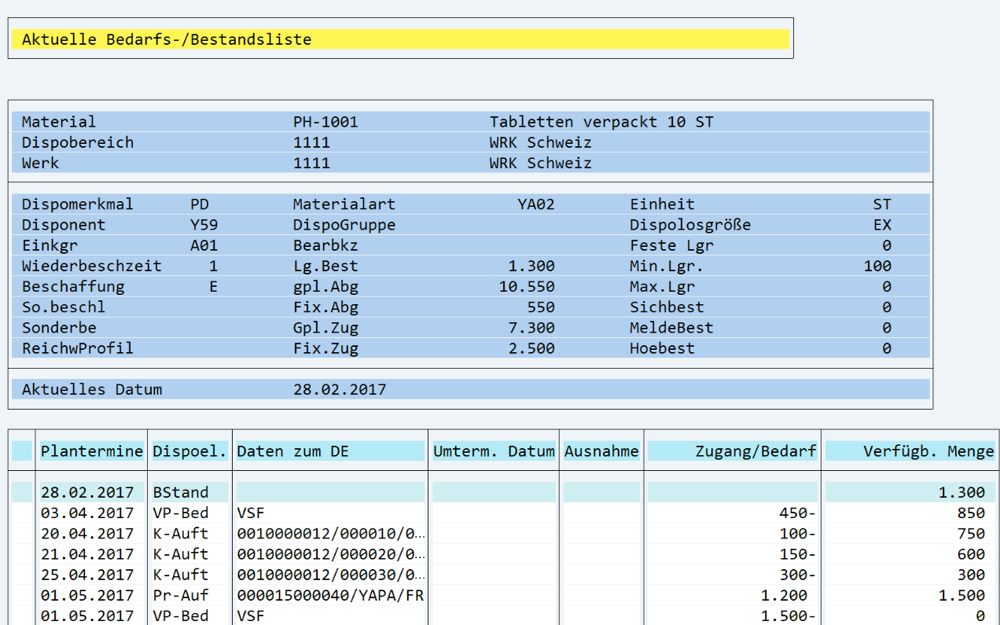 Aktuelle Bedarfs-/Bestandsliste
Material PH-1001 Tabletten verpackt 10 ST
Dispobereich 1111 WRK Schweiz
Werk 1111 WRK Schweiz
Dispomerkmal PD Materialart YA02 Einheit ST
Disponent Y59 DispoGruppe Dispolosgröße EX
Einkgr A01 Bearbkz Feste Lgr 0
Wiederbeschzeit 1 Lg.Best 1.300 Min.Lgr. 100
Beschaffung E gpl.Abg 10.550 Max.Lgr 0
So.beschl Fix.Abg 550 Sichbest 0
Sonderbe Gpl.Zug 7.300 MeldeBest 0
ReichwProfil Fix.Zug 2.500 Hoebest 0
Aktuelles Datum 28.02.2017
Plantermine Dispoel. Daten zum DE Umterm. Datum Ausnahme Zugang/Bedarf Verfügb. Menge
28.02.2017 BStand 1.300
03.04.2017 VP-Bed VSF 450- 850
20.04.2017 K-Auft 0010000012/000010/0… 100- 750
21.04.2017 K-Auft 0010000012/000020/0… 150- 600
25.04.2017 K-Auft 0010000012/000030/0… 300- 300
01.05.2017 Pr-Auf 000015000040/YAPA/FR 1.200 1.500
01.05.2017 VP-Bed VSF 1.500- 0